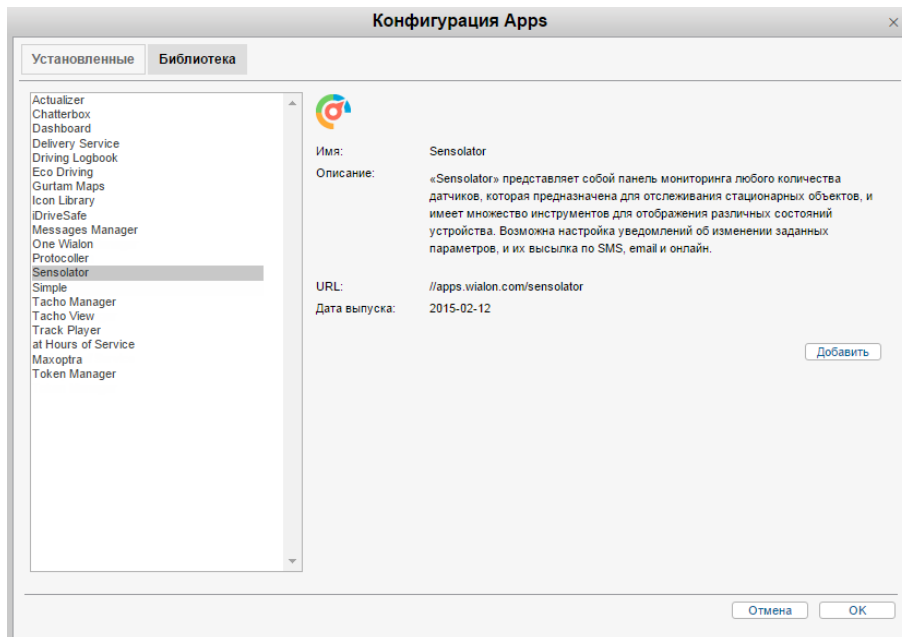 Конфигурация Apps
Установленные
Библиотека
Actualizer
Chatterbox
Dashboard
Delivery Service
Driving Logbook
Eco Driving
Gurtam Maps
Icon Library
iDriveSafe
Messages Manager
One Wialon
Protocoller
Sensolator
Simple
Tacho Manager
Tacho View
Track Player
at Hours of Service
Maxoptra
Token Manager
Имя: Sensolator
Описание: «Sensolator» представляет собой панель мониторинга любого количества
датчиков, которая предназначена для отслеживания стационарных объектов, и
имеет множество инструментов для отображения различных состояний
устройства. Возможна настройка уведомлений об изменении заданных
параметров, и их высылка по SMS, email и онлайн.
URL: //apps.wialon.com/sensolator
Дата выпуска: 2015-02-12
Добавить
Отмена
OK